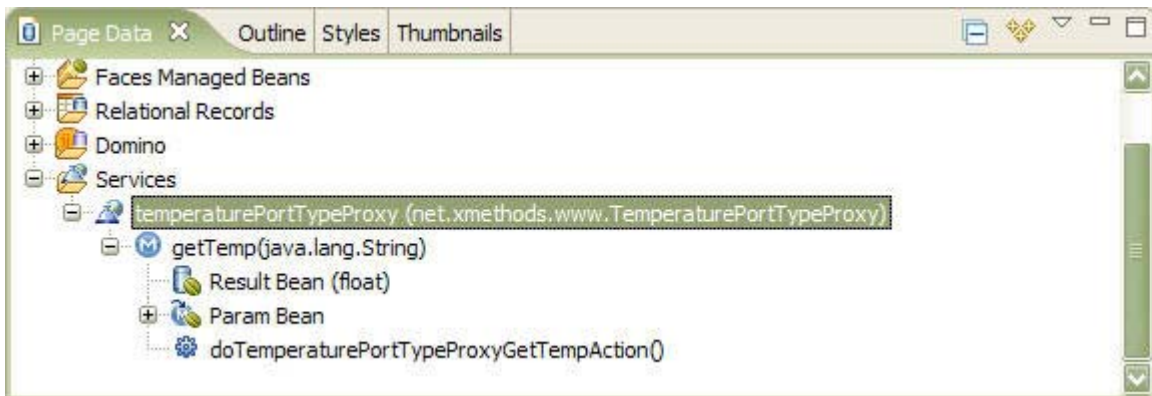 Page Data Outline Styles Thumbnails
Faces Managed Beans
Relational Records
Domino
Services
temperaturePortTypeProxy (net.xmethods.www.TemperaturePortTypeProxy)
getTemp(java.lang.String)
Result Bean (float)
Param Bean
doTemperaturePortTypeProxyGetTempAction()